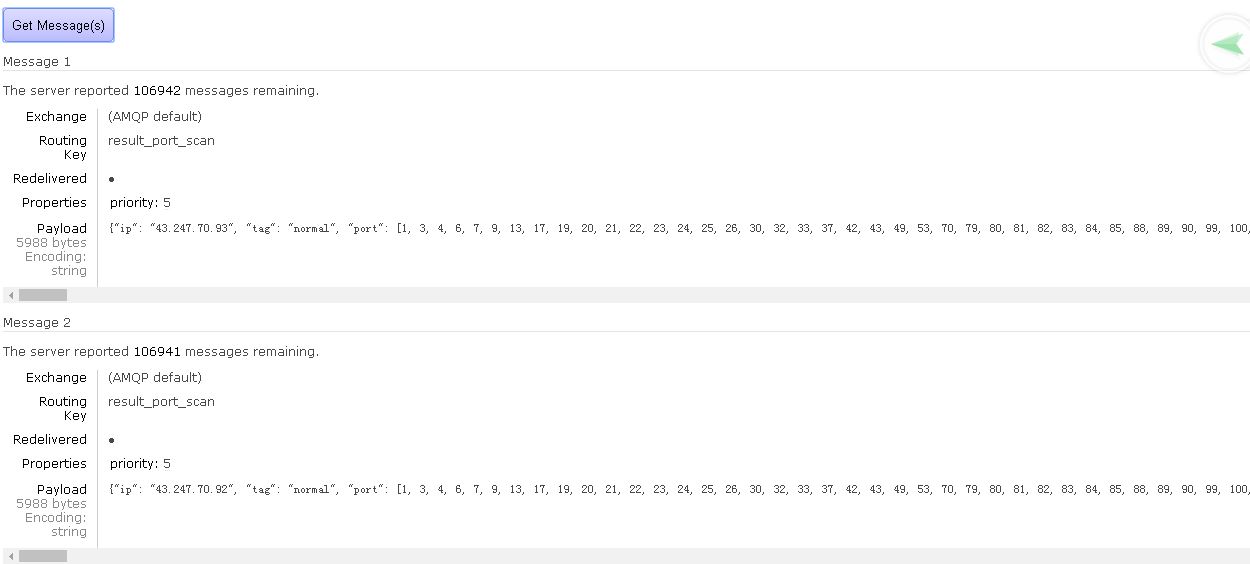 Get Message(s)
Message 1
The server reported 106942 messages remaining.
Exchange (AMQP default)
Routing Key result_port_scan
Redelivered ●
Properties priority: 5
Payload {"ip": "43.247.70.93", "tag": "normal", "port": [1, 3, 4, 6, 7, 9, 13, 17, 19, 20, 21, 22, 23, 24, 25, 26, 30, 32, 33, 37, 42, 43, 49, 53, 70, 79, 80, 81, 82, 83, 84, 85, 88, 89, 90, 99, 100,
5988 bytes
Encoding:
string
Message 2
The server reported 106941 messages remaining.
Exchange (AMQP default)
Routing Key result_port_scan
Redelivered ●
Properties priority: 5
Payload {"ip": "43.247.70.92", "tag": "normal", "port": [1, 3, 4, 6, 7, 9, 13, 17, 19, 20, 21, 22, 23, 24, 25, 26, 30, 32, 33, 37, 42, 43, 49, 53, 70, 79, 80, 81, 82, 83, 84, 85, 88, 89, 90, 99, 100,
5988 bytes
Encoding:
string